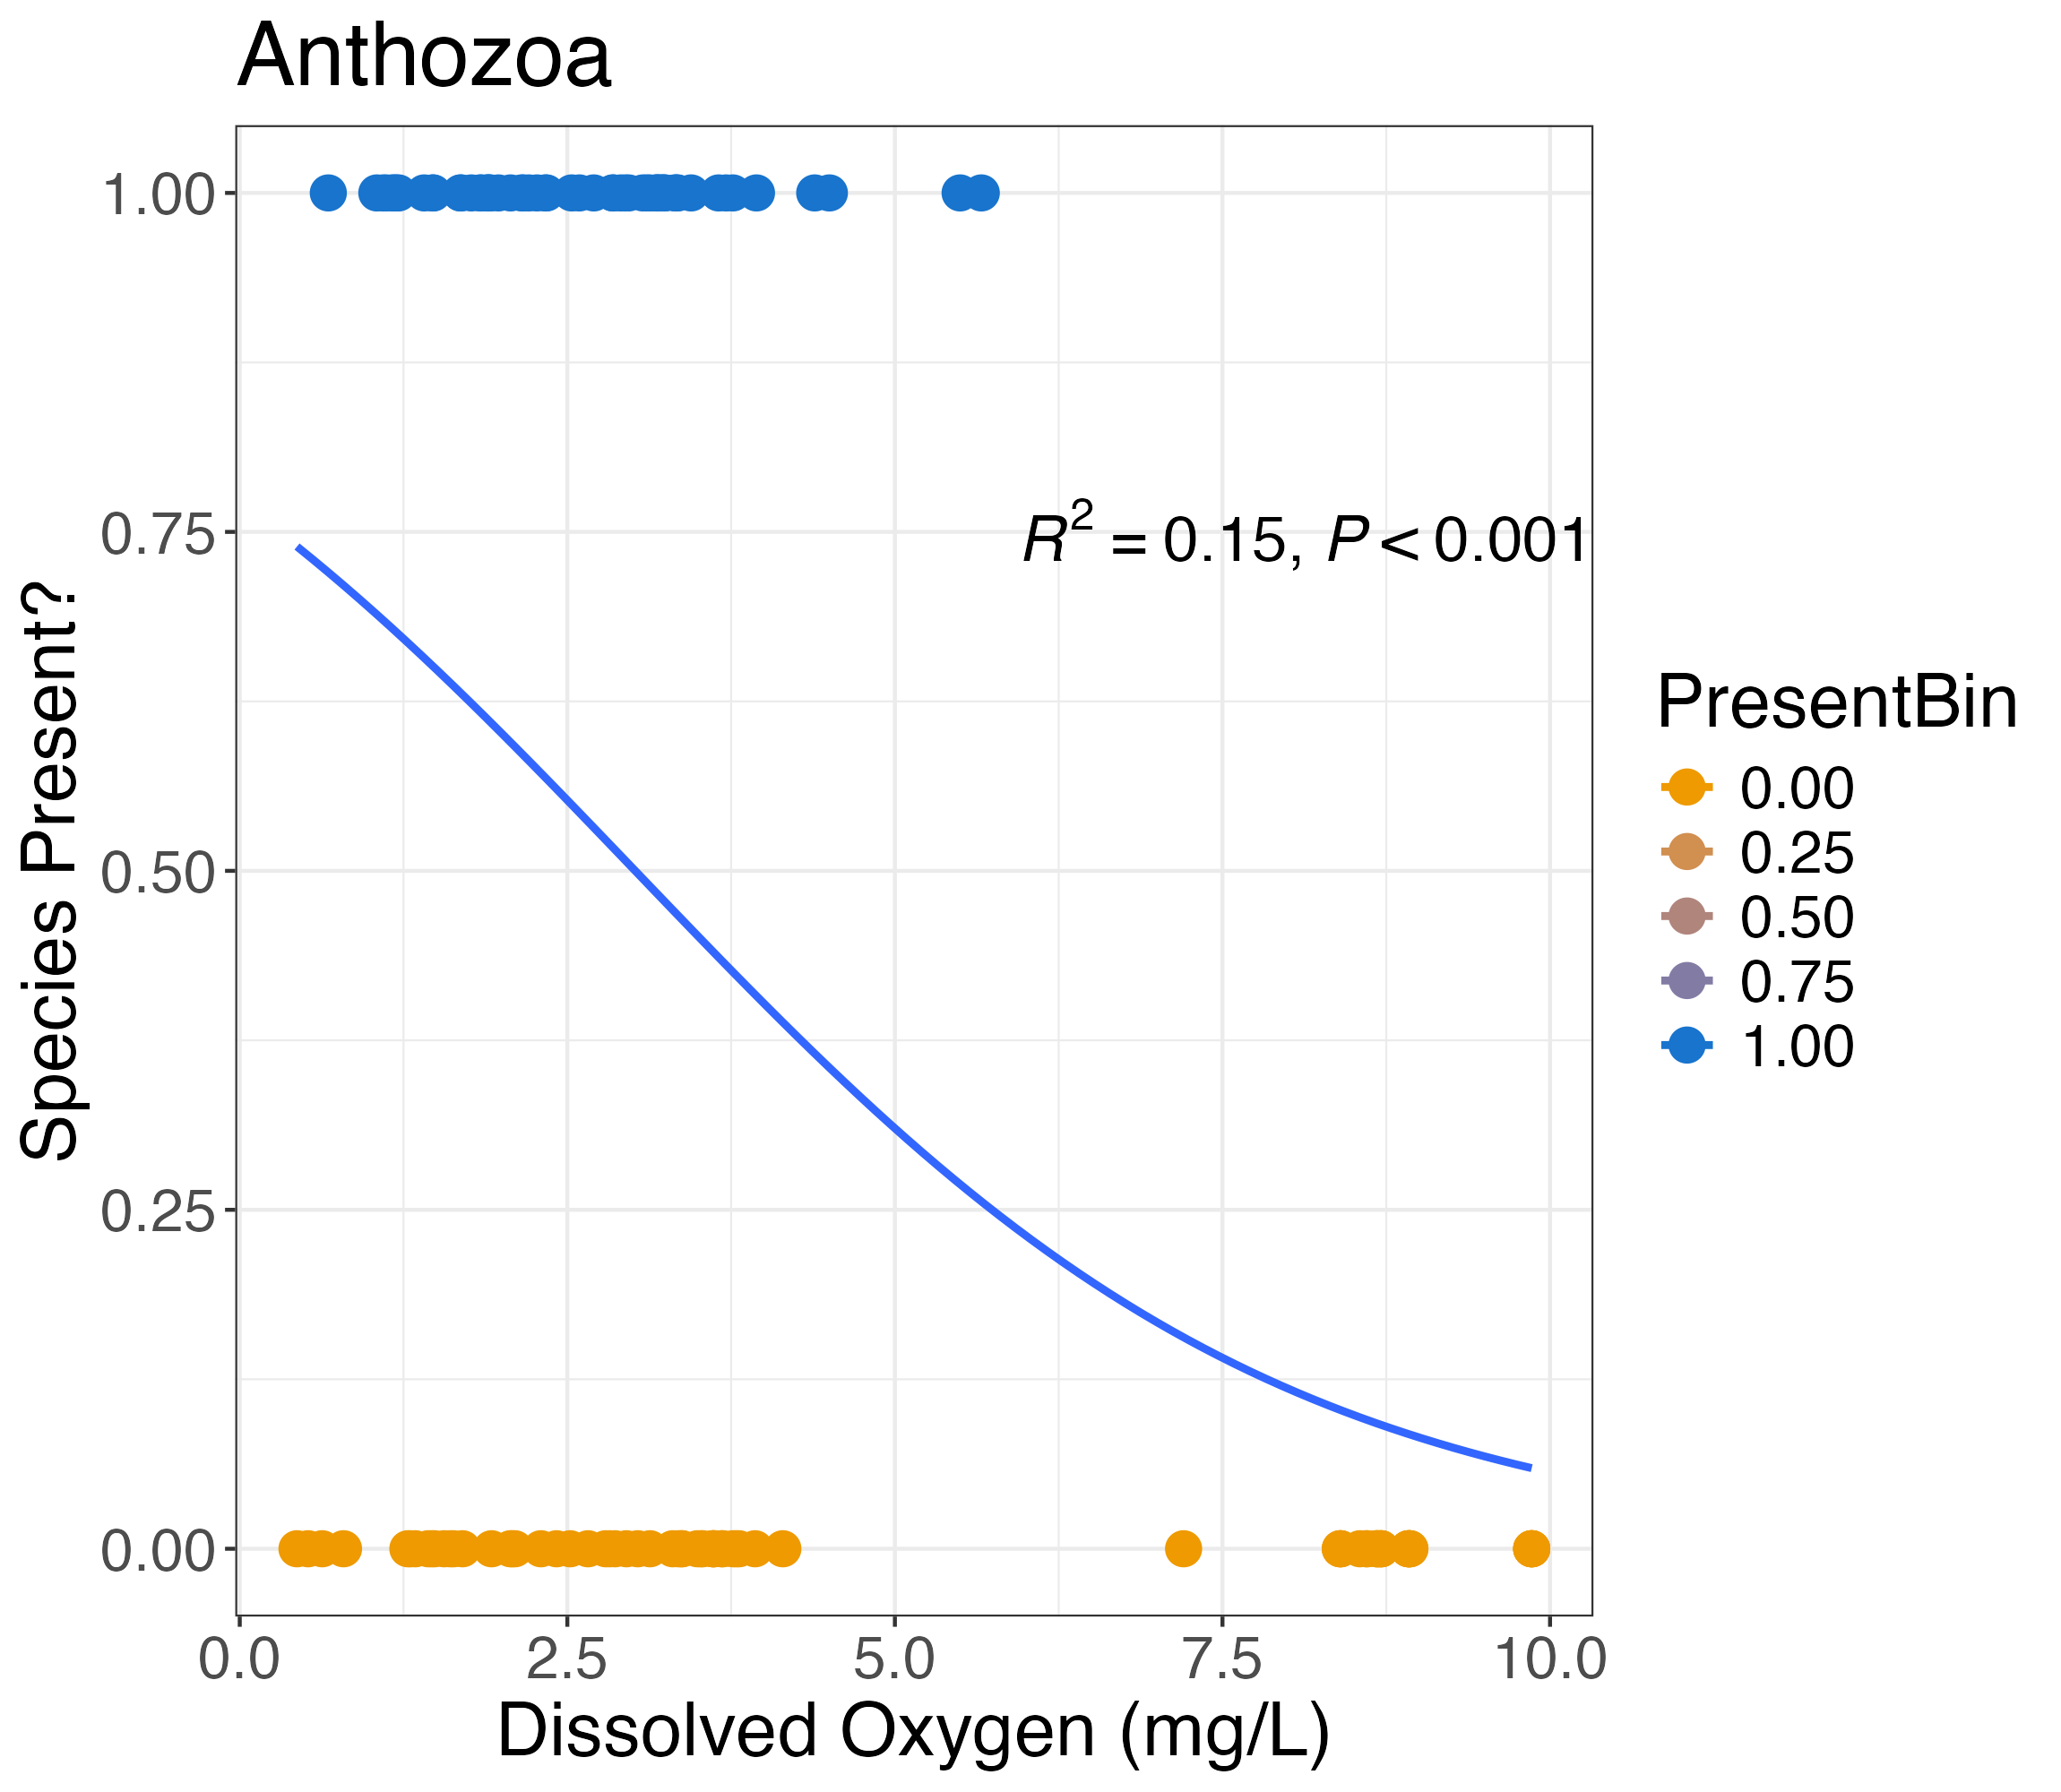 Anthozoa
1.00
0.75
0.50
0.25
0.00
Species Present?
R² = 0.15, P < 0.001
0.0 2.5 5.0 7.5 10.0
Dissolved Oxygen (mg/L)
PresentBin
0.00
0.25
0.50
0.75
1.00